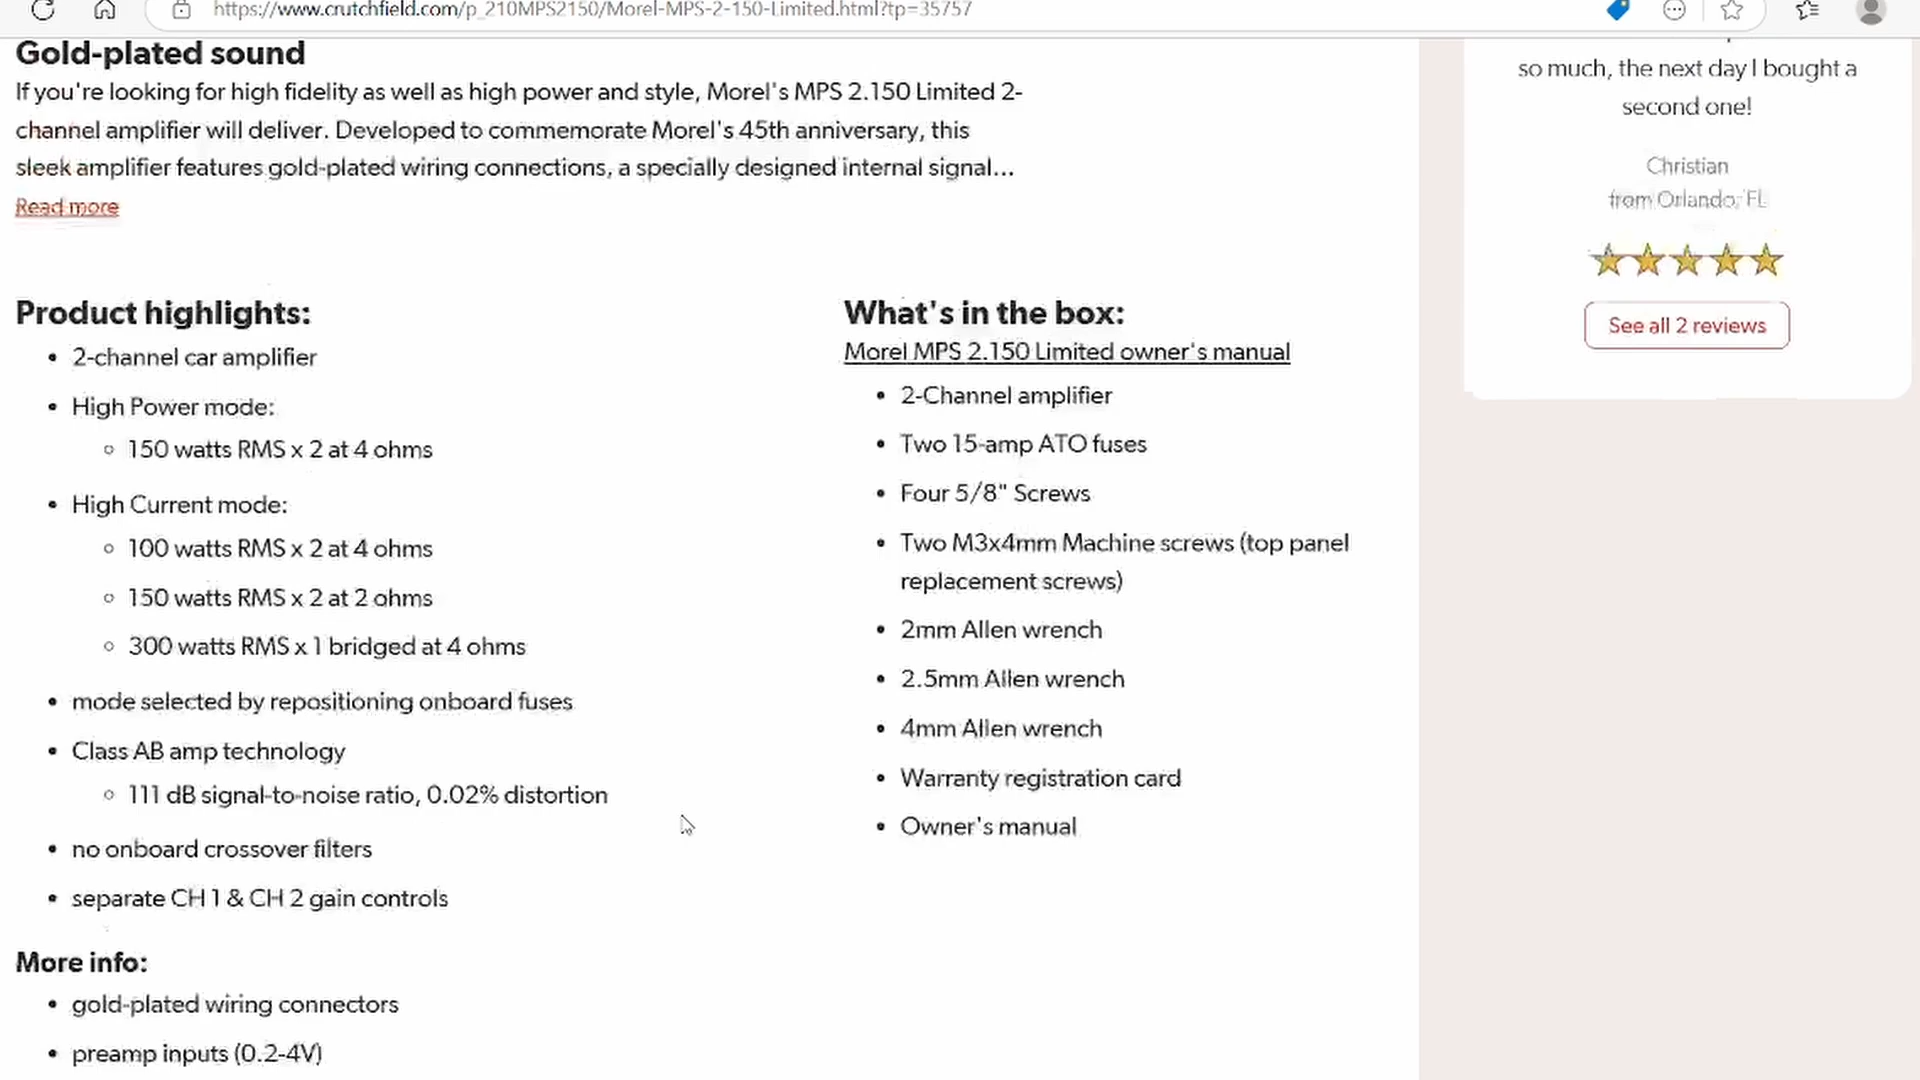 https://www.crutchfield.com/p_210MPS2150/Morel-MPS-2-150-Limited.html?tp=35757
Gold-plated sound
If you're looking for high fidelity as well as high power and style, Morel's MPS 2.150 Limited 2-
channel amplifier will deliver. Developed to commemorate Morel's 45th anniversary, this
sleek amplifier features gold-plated wiring connections, a specially designed internal signal...
Read more
Product highlights:
• 2-channel car amplifier
• High Power mode:
◦ 150 watts RMS x 2 at 4 ohms
• High Current mode:
◦ 100 watts RMS x 2 at 4 ohms
◦ 150 watts RMS x 2 at 2 ohms
◦ 300 watts RMS x 1 bridged at 4 ohms
• mode selected by repositioning onboard fuses
• Class AB amp technology
◦ 111 dB signal-to-noise ratio, 0.02% distortion
• no onboard crossover filters
• separate CH 1 & CH 2 gain controls
More info:
• gold-plated wiring connectors
• preamp inputs (0.2-4V)
What's in the box:
Morel MPS 2.150 Limited owner's manual
• 2-Channel amplifier
• Two 15-amp ATO fuses
• Four 5/8" Screws
• Two M3x4mm Machine screws (top panel
replacement screws)
• 2mm Allen wrench
• 2.5mm Allen wrench
• 4mm Allen wrench
• Warranty registration card
• Owner's manual
so much, the next day I bought a
second one!
Christian
from Orlando, FL
See all 2 reviews